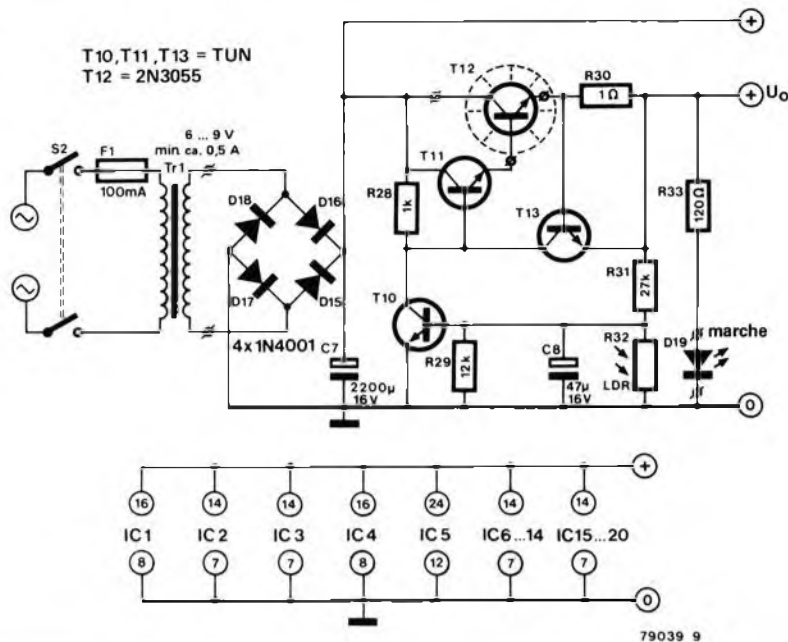 T10, T11, T13 = TUN
T12 = 2N3055
S2
F1
100mA
6 ... 9 V
min. ca. 0,5 A
Tr1
D18
D16
D17
D15
4x1N4001
C7
2200µ
16V
R28
1k
T11
T12
T13
T10
R29
12k
C8
47µ
16V
R30
1Ω
R31
27k
R32
LDR
R33
120Ω
D19
marche
+
+ Uo
0
+
16
14
14
16
24
14
14
IC1
IC2
IC3
IC4
IC5
IC6...14
IC15...20
8
7
7
8
12
7
7
0
79039 9